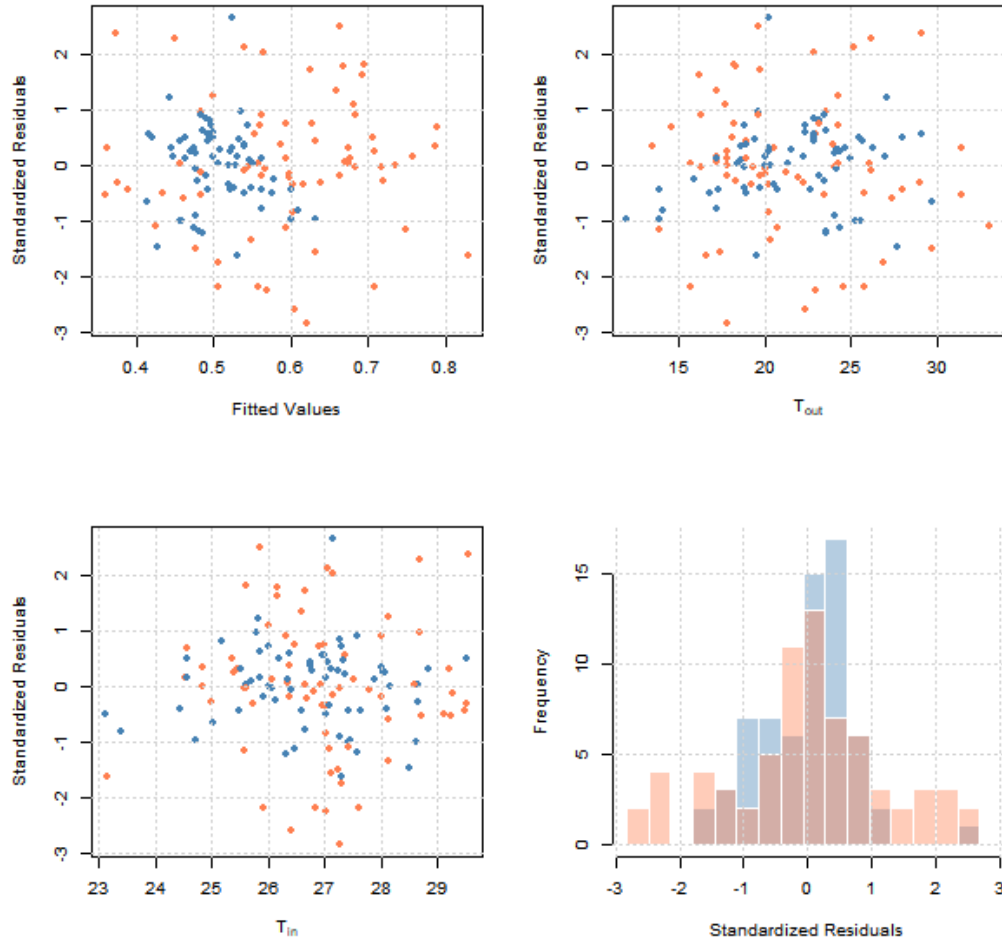 Standardized Residuals
2
1
0
-1
-2
-3
0.4 0.5 0.6 0.7 0.8
Fitted Values
Standardized Residuals
2
1
0
-1
-2
-3
15 20 25 30
T_out
Standardized Residuals
2
1
0
-1
-2
-3
23 24 25 26 27 28 29
T_in
Frequency
15
10
5
0
-3 -2 -1 0 1 2 3
Standardized Residuals